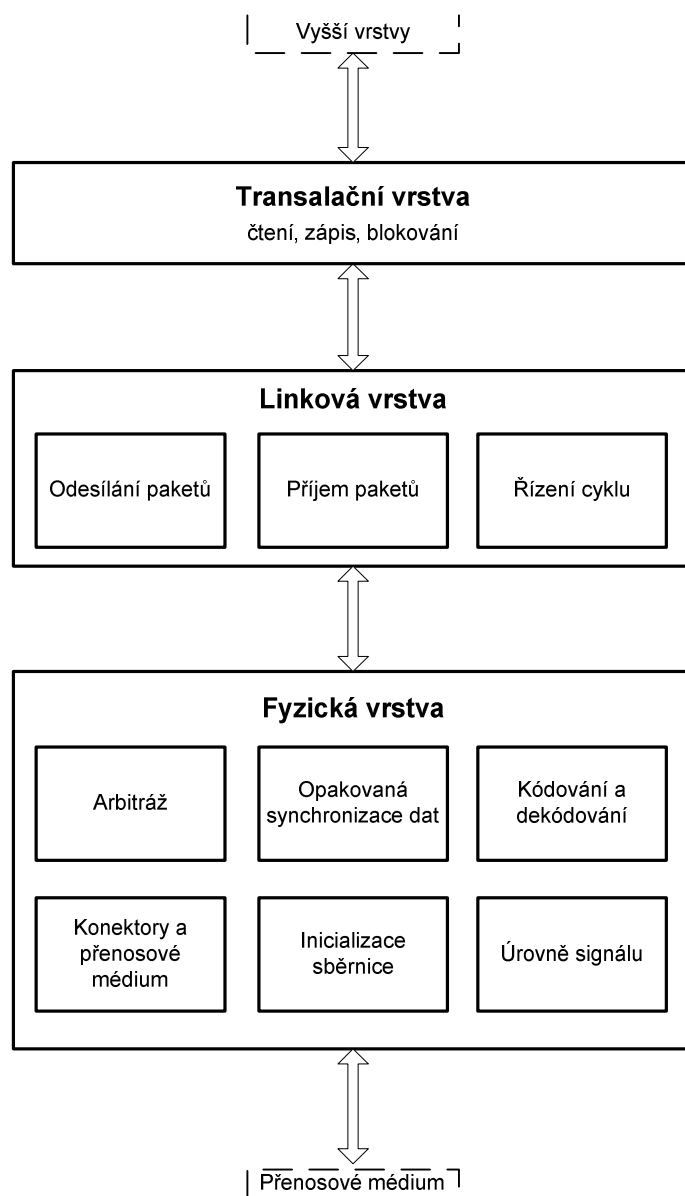 Vyšší vrstvy
Transalační vrstva
čtení, zápis, blokování
Linková vrstva
Odesílání paketů
Příjem paketů
Řízení cyklu
Fyzická vrstva
Arbitráž
Opakovaná
synchronizace dat
Kódování a
dekódování
Konektory a
přenosové
médium
Inicializace
sběrnice
Úrovně signálu
Přenosové médium